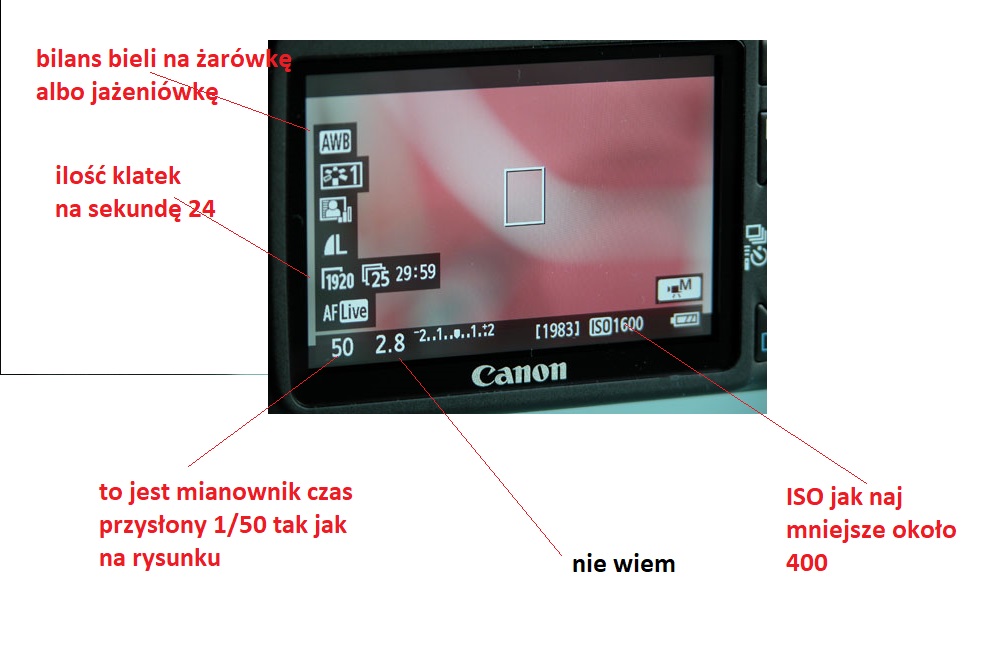 bilans bieli na żarówkę
albo jażeniówkę
ilość klatek
na sekundę 24
AWB
1
L
1920 25 29:59
AF Live
M
50 2.8 -2..1..0..1.:2 [1983] ISO 1600
Canon
to jest mianownik czas
przysłony 1/50 tak jak
na rysunku
nie wiem
ISO jak naj
mniejsze około
400